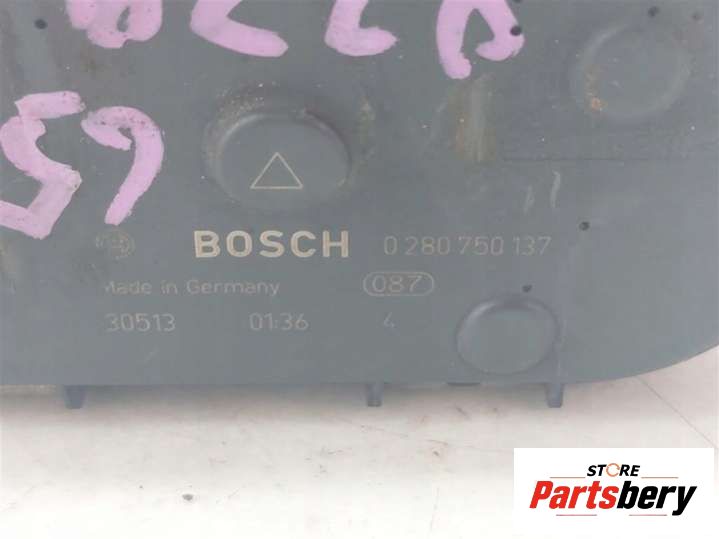 BOSCH 0 280 750 137
Made in Germany 087
30513 01:36 4
STORE
Partsbery